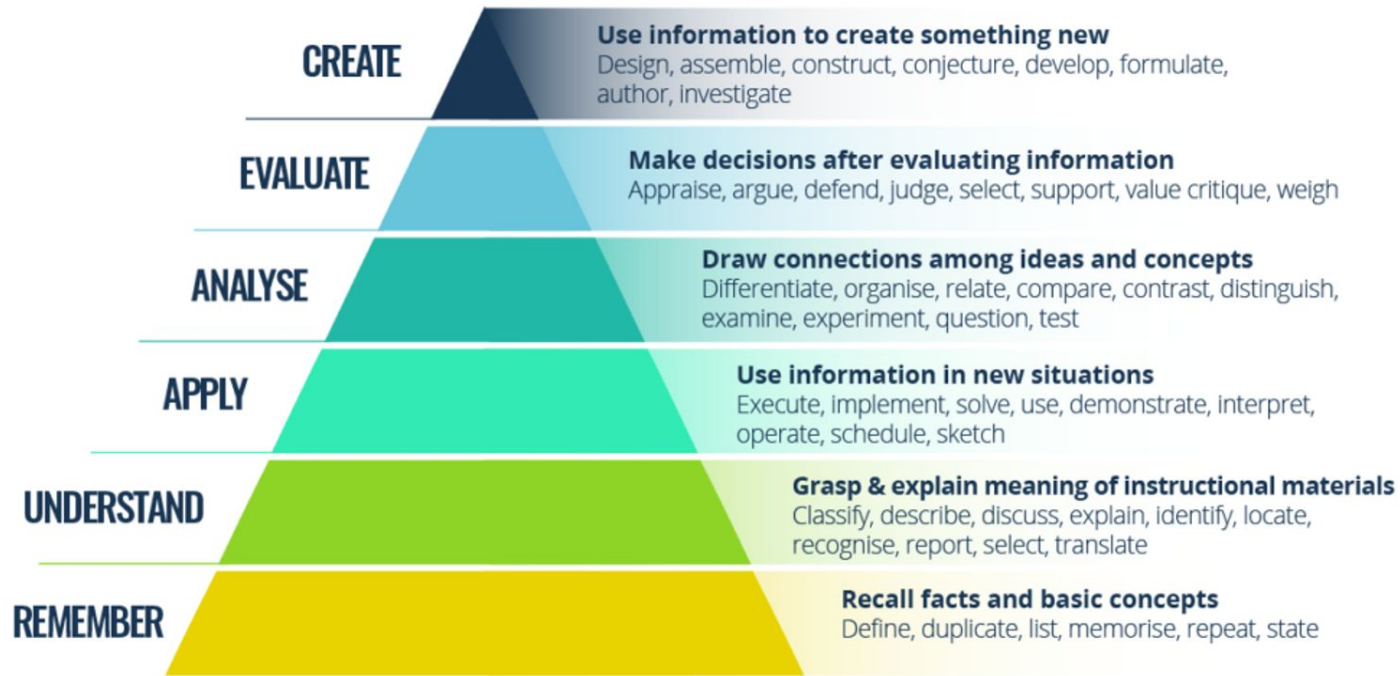 CREATE
Use information to create something new
Design, assemble, construct, conjecture, develop, formulate,
author, investigate
EVALUATE
Make decisions after evaluating information
Appraise, argue, defend, judge, select, support, value critique, weigh
ANALYSE
Draw connections among ideas and concepts
Differentiate, organise, relate, compare, contrast, distinguish,
examine, experiment, question, test
APPLY
Use information in new situations
Execute, implement, solve, use, demonstrate, interpret,
operate, schedule, sketch
UNDERSTAND
Grasp & explain meaning of instructional materials
Classify, describe, discuss, explain, identify, locate,
recognise, report, select, translate
REMEMBER
Recall facts and basic concepts
Define, duplicate, list, memorise, repeat, state